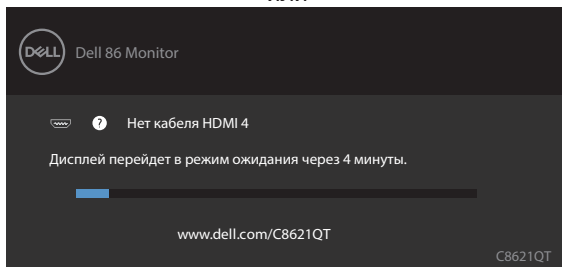 или
DELL Dell 86 Monitor
? Нет кабеля HDMI 4
Дисплей перейдет в режим ожидания через 4 минуты.
www.dell.com/C8621QT
C8621QT